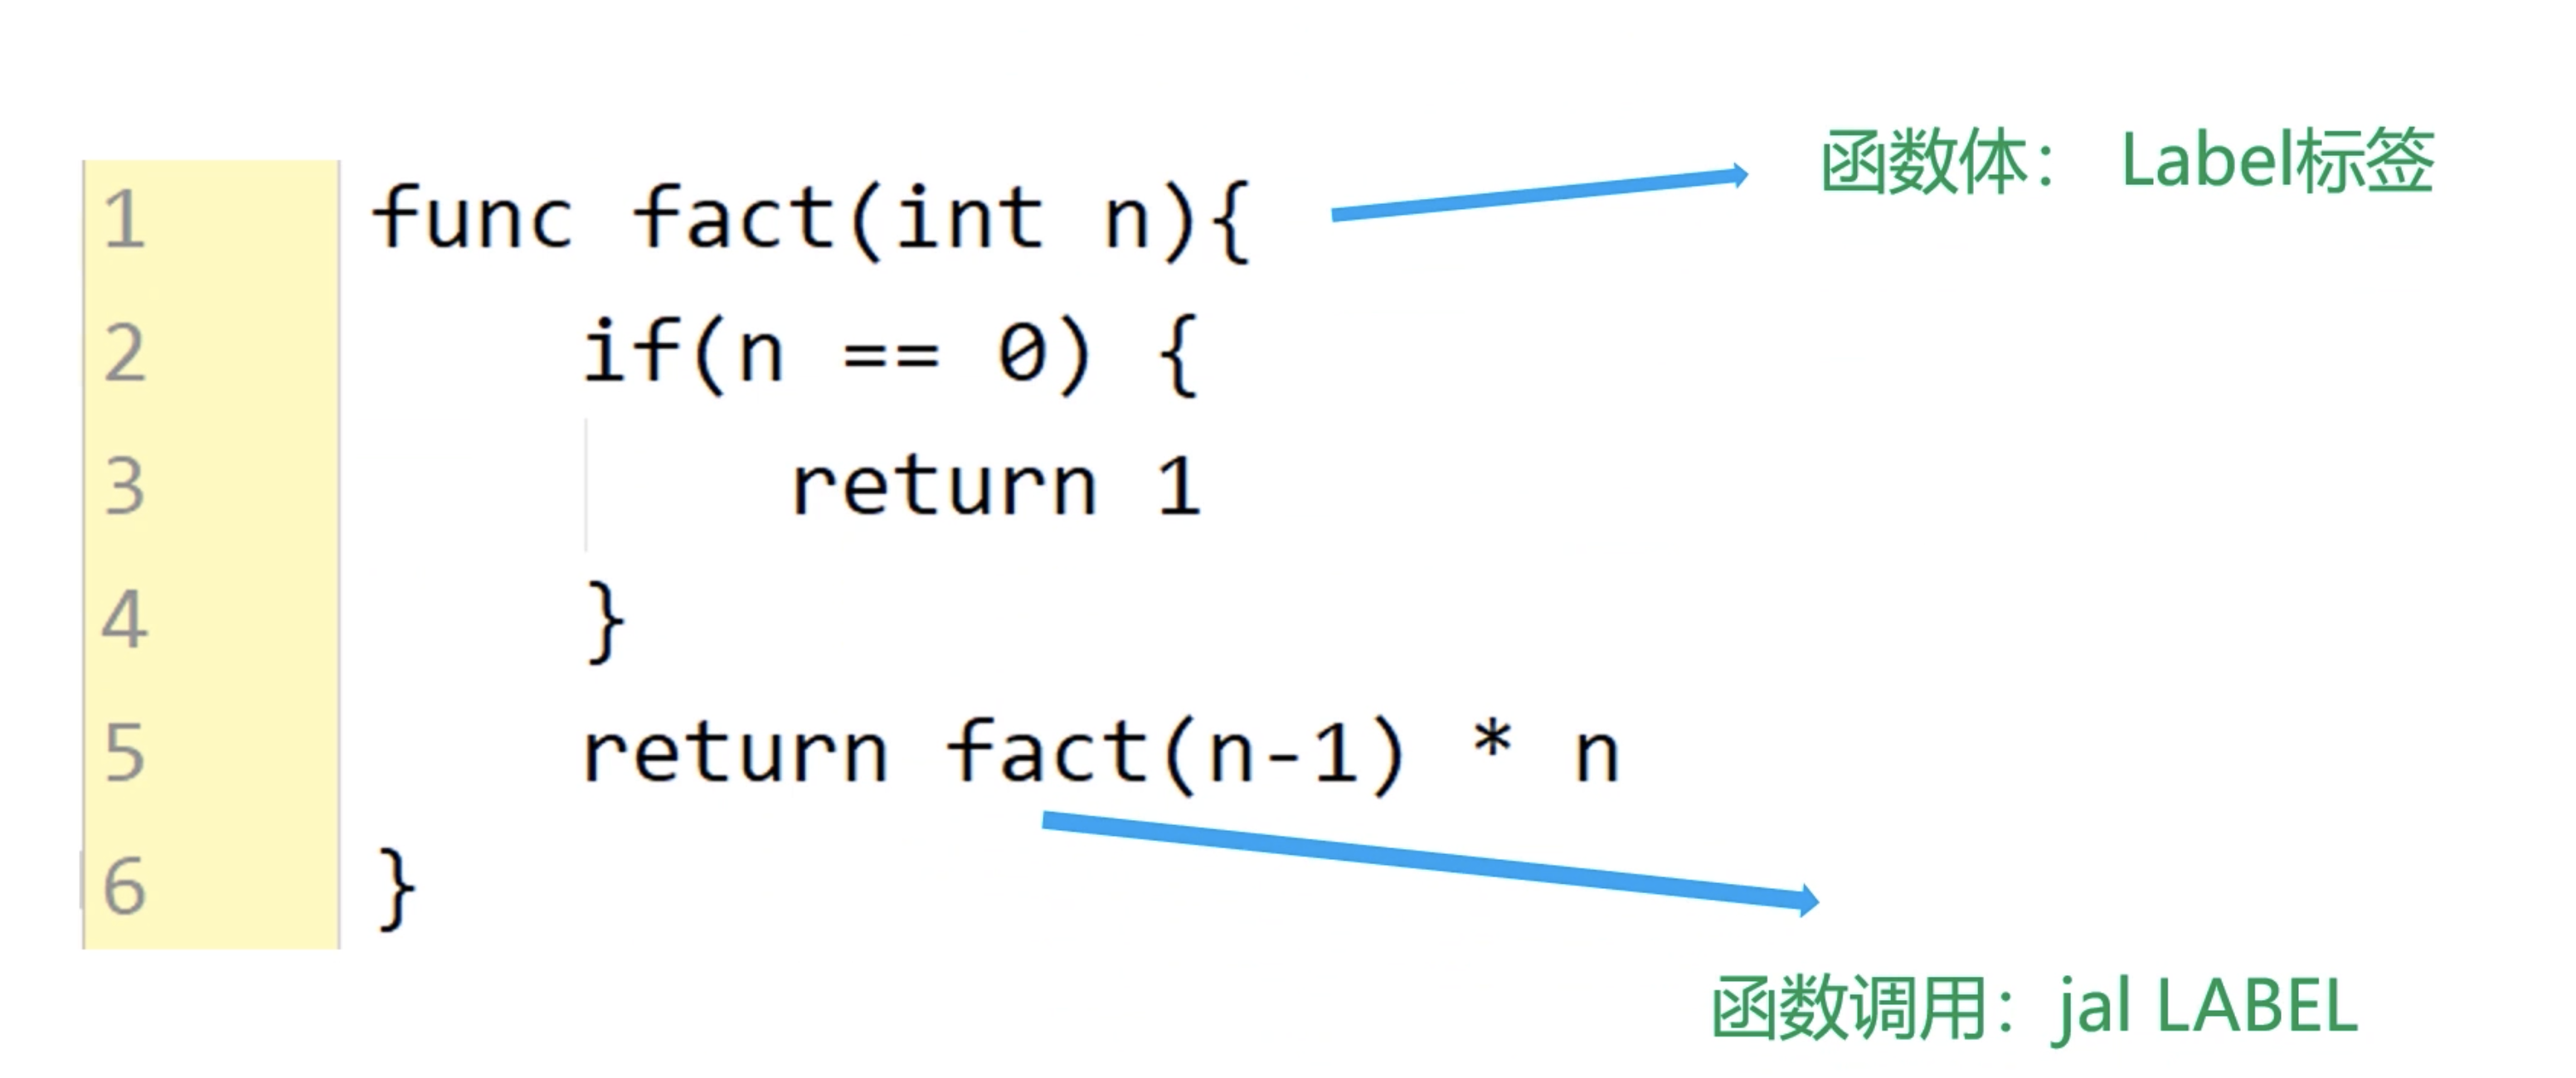 函数体： Label标签
1 func fact(int n){
2 if(n == 0) {
3 return 1
4 }
5 return fact(n-1) * n
6 }
函数调用：jal LABEL